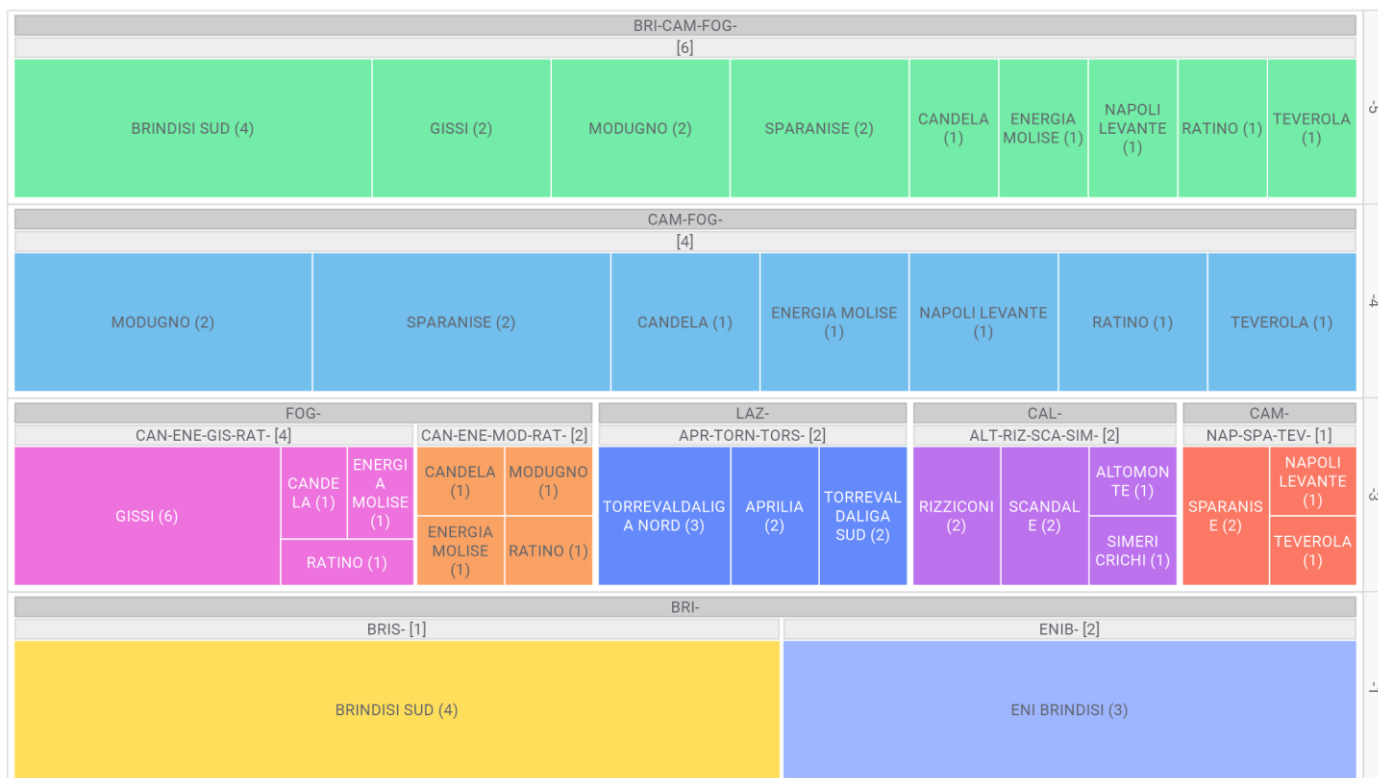 BRI-CAM-FOG-
[6]
BRINDISI SUD (4)
GISSI (2)
MODUGNO (2)
SPARANISE (2)
CANDELA
(1)
ENERGIA
MOLISE (1)
NAPOLI
LEVANTE
(1)
RATINO (1)
TEVEROLA
(1)
-5
CAM-FOG-
[4]
MODUGNO (2)
SPARANISE (2)
CANDELA (1)
ENERGIA MOLISE
(1)
NAPOLI LEVANTE
(1)
RATINO (1)
TEVEROLA (1)
-4
FOG-
CAN-ENE-GIS-RAT- [4]
GISSI (6)
CANDE
LA (1)
ENERGI
A
MOLISE
(1)
RATINO (1)
CAN-ENE-MOD-RAT- [2]
CANDELA
(1)
MODUGNO
(1)
ENERGIA
MOLISE
(1)
RATINO (1)
LAZ-
APR-TORN-TORS- [2]
TORREVALDALIG
A NORD (3)
APRILIA
(2)
TORREVAL
DALIGA
SUD (2)
CAL-
ALT-RIZ-SCA-SIM- [2]
RIZZICONI
(2)
SCANDAL
E (2)
ALTOMON
TE (1)
SIMERI
CRICHI (1)
CAM-
NAP-SPA-TEV- [1]
SPARANIS
E (2)
NAPOLI
LEVANTE
(1)
TEVEROLA
(1)
-3
BRI-
BRIS- [1]
BRINDISI SUD (4)
ENIB- [2]
ENI BRINDISI (3)
-1